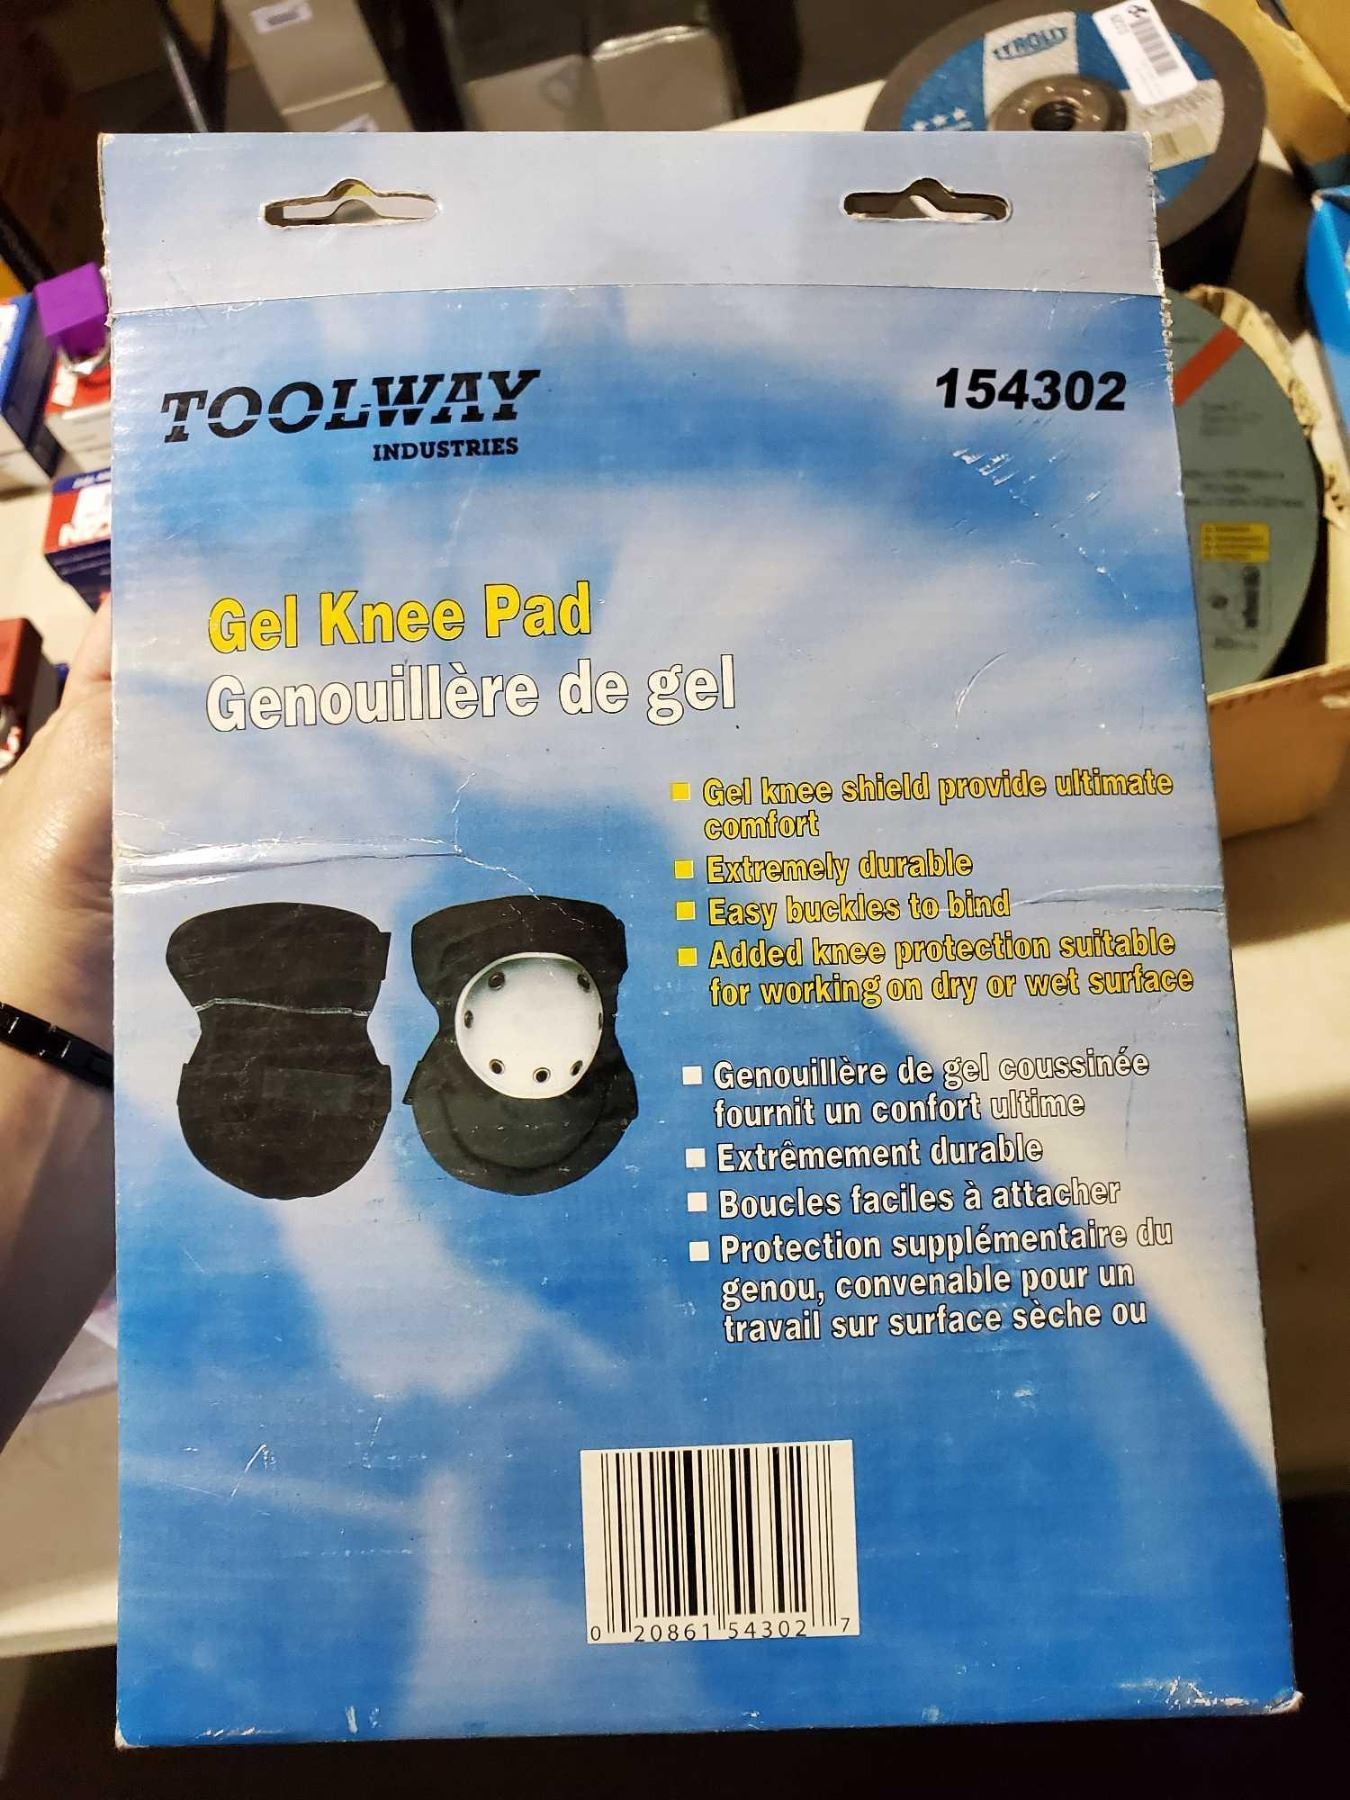 TYROLIT
TOOLWAY
INDUSTRIES
154302
Gel Knee Pad
Genouillère de gel
Gel knee shield provide ultimate
comfort
Extremely durable
Easy buckles to bind
Added knee protection suitable
for working on dry or wet surface
Genouillère de gel coussinée
fournit un confort ultime
Extrêmement durable
Boucles faciles à attacher
Protection supplémentaire du
genou, convenable pour un
travail sur surface sèche ou
0 20861 54302 7